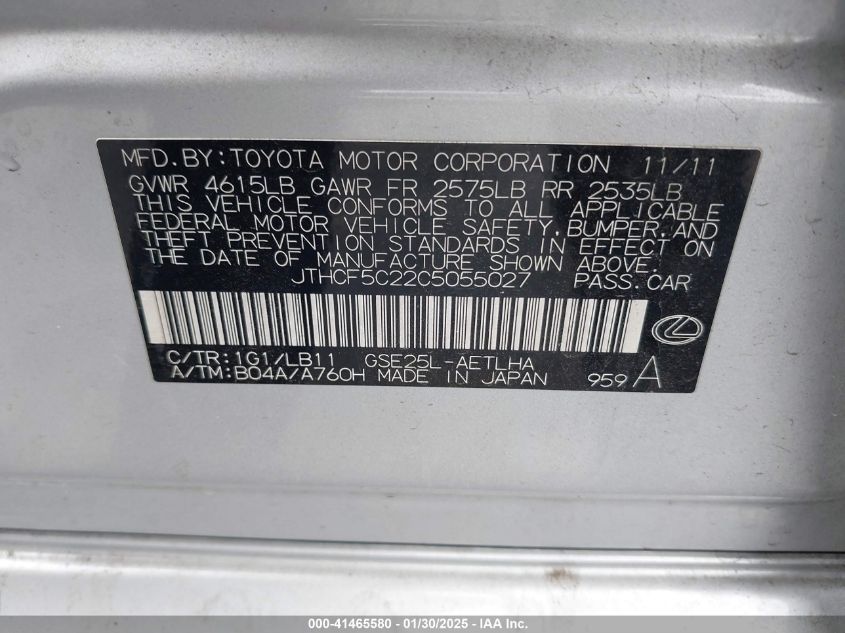 MFD.BY:TOYOTA MOTOR CORPORATION 11/11
GVWR 4615LB GAWR FR 2575LB RR 2535LB
THIS VEHICLE CONFORMS TO ALL APPLICABLE
FEDERAL MOTOR VEHICLE SAFETY,BUMPER,AND
THEFT PREVENTION STANDARDS IN EFFECT ON
THE DATE OF MANUFACTURE SHOWN ABOVE.
JTHCF5C22C5055027 PASS.CAR
C/TR:1G1/LB11 GSE25L-AETLHA
A/TM:B04A/A760H MADE IN JAPAN 959 A
000-41465580 - 01/30/2025 - IAA Inc.